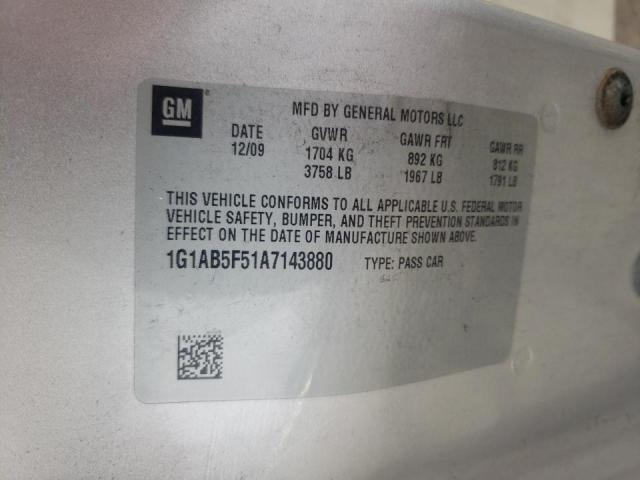 GM
MFD BY GENERAL MOTORS LLC
DATE GVWR GAWR FRT GAWR RR
12/09 1704 KG 892 KG 812 KG
3758 LB 1967 LB 1791 LB
THIS VEHICLE CONFORMS TO ALL APPLICABLE U.S. FEDERAL MOTOR
VEHICLE SAFETY, BUMPER, AND THEFT PREVENTION STANDARDS IN
EFFECT ON THE DATE OF MANUFACTURE SHOWN ABOVE.
1G1AB5F51A7143880 TYPE: PASS CAR